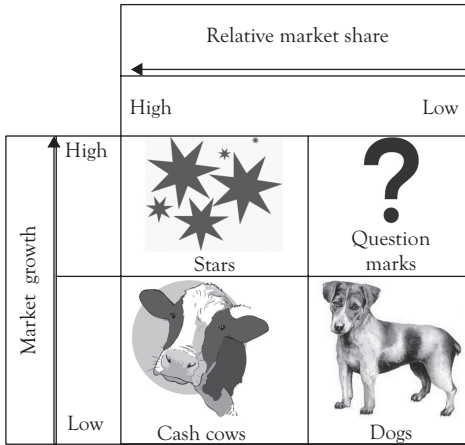 Relative market share
High Low
High
Market growth
Stars
?
Question
marks
Low
Cash cows
Dogs